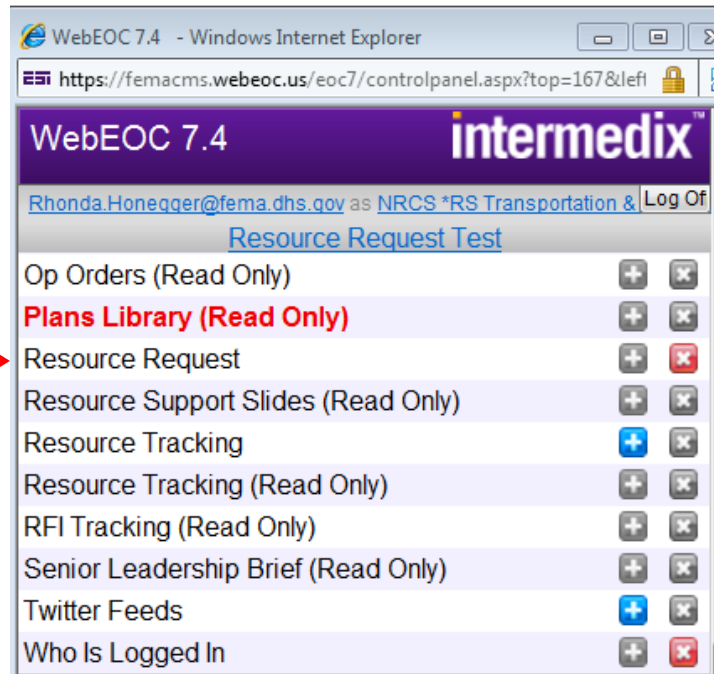 WebEOC 7.4 - Windows Internet Explorer
ESi https://femacms.webeoc.us/eoc7/controlpanel.aspx?top=167&left
WebEOC 7.4 intermedix™
Rhonda.Honegger@fema.dhs.gov as NRCS *RS Transportation & Log Of
Resource Request Test
Op Orders (Read Only)
Plans Library (Read Only)
Resource Request
Resource Support Slides (Read Only)
Resource Tracking
Resource Tracking (Read Only)
RFI Tracking (Read Only)
Senior Leadership Brief (Read Only)
Twitter Feeds
Who Is Logged In